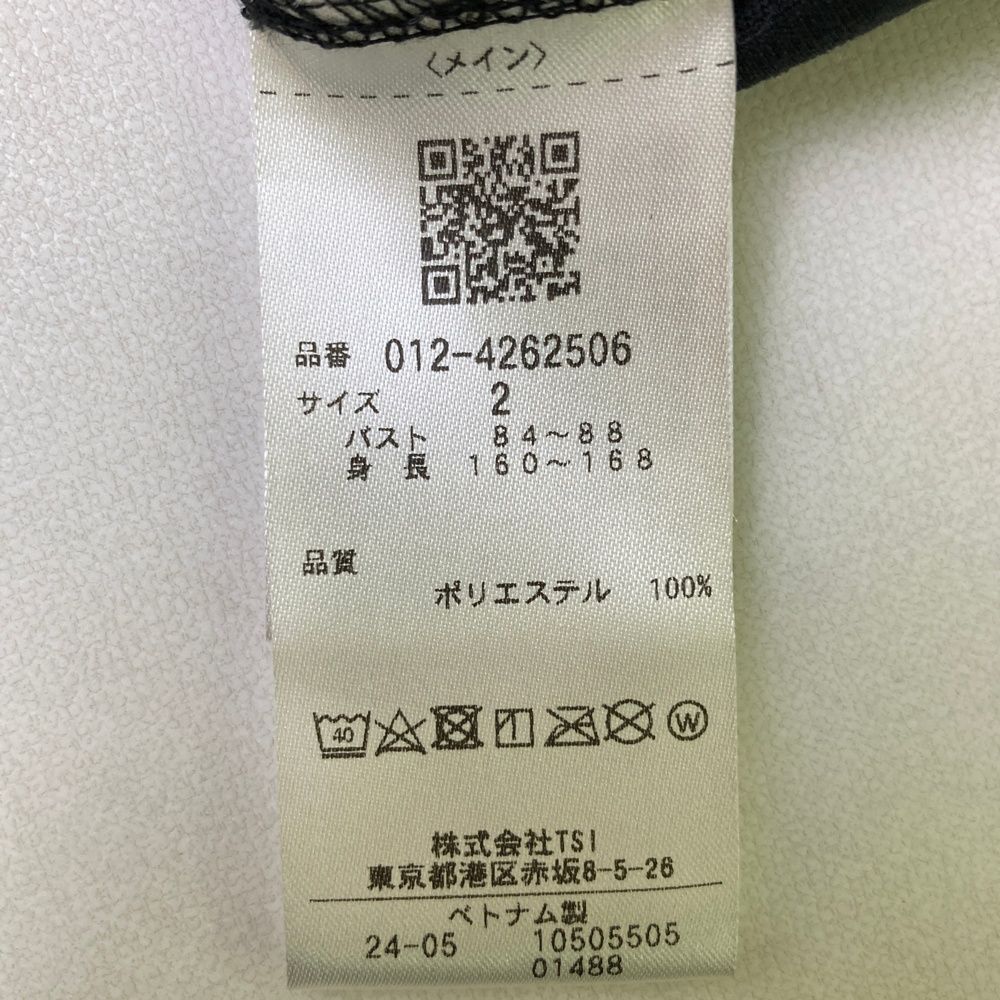 〈メイン〉
品番 012-4262506
サイズ 2
バスト 84～88
身長 160～168
品質
ポリエステル 100%
40
W
株式会社TSI
東京都港区赤坂8-5-26
ベトナム製
24-05 10505505
01488